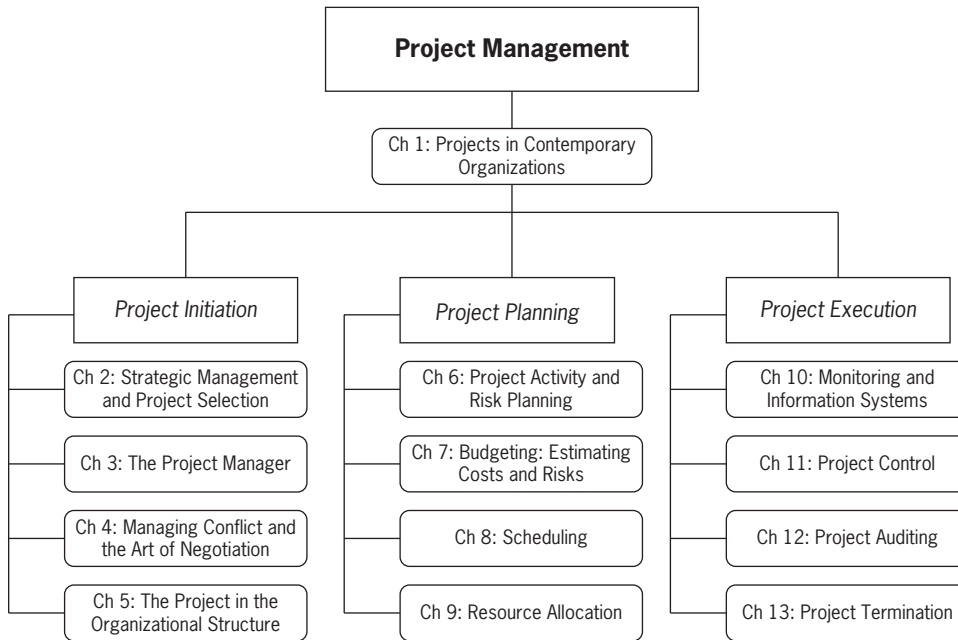 Project Management
Ch 1: Projects in Contemporary
Organizations
Project Initiation
Ch 2: Strategic Management
and Project Selection
Ch 3: The Project Manager
Ch 4: Managing Conflict and
the Art of Negotiation
Ch 5: The Project in the
Organizational Structure
Project Planning
Ch 6: Project Activity and
Risk Planning
Ch 7: Budgeting: Estimating
Costs and Risks
Ch 8: Scheduling
Ch 9: Resource Allocation
Project Execution
Ch 10: Monitoring and
Information Systems
Ch 11: Project Control
Ch 12: Project Auditing
Ch 13: Project Termination